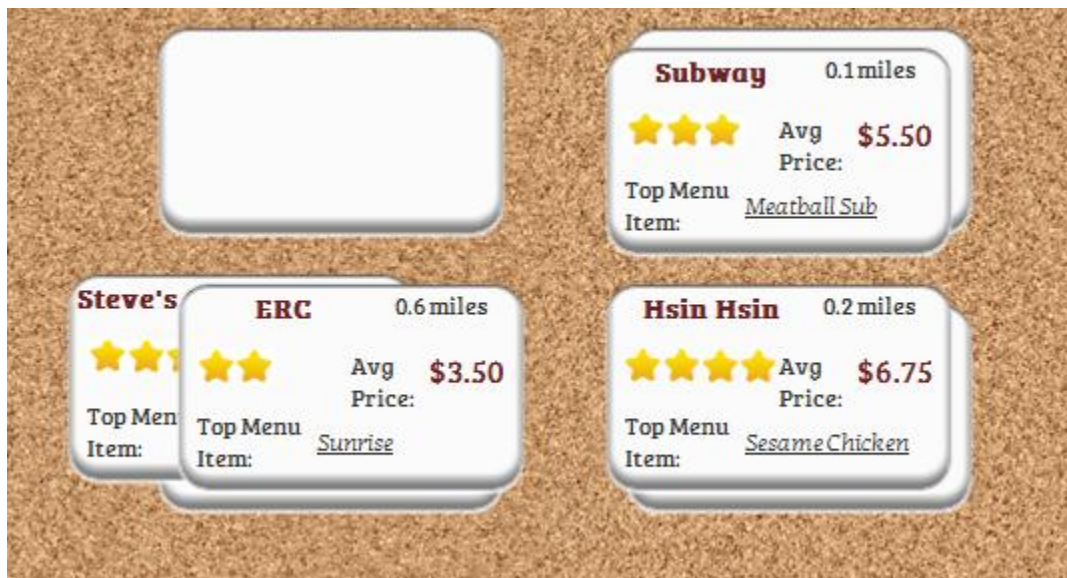 Subway 0.1 miles
Avg Price: $5.50
Top Menu Item: Meatball Sub
Steve's
Top Men
Item:
ERC 0.6 miles
Avg Price: $3.50
Top Menu Item: Sunrise
Hsin Hsin 0.2 miles
Avg Price: $6.75
Top Menu Item: Sesame Chicken